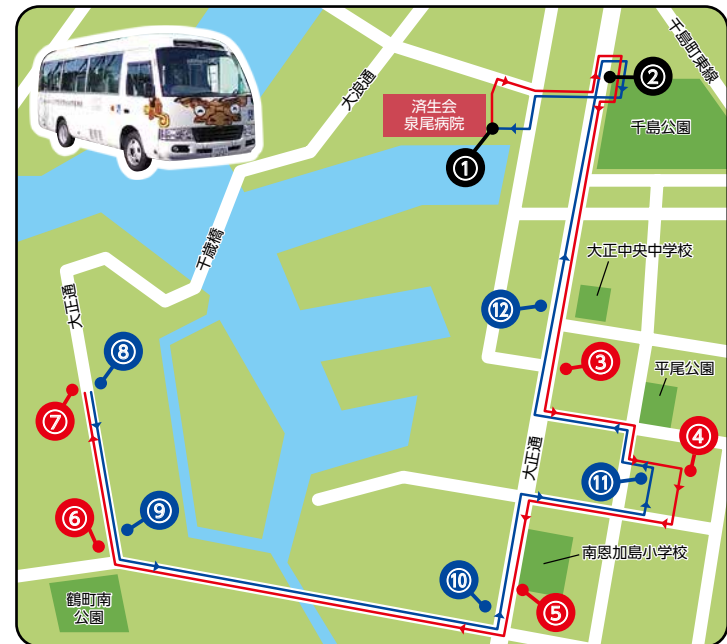 千島町東線
大浪通
済生会
泉尾病院
①
②
千島公園
千歳橋
大正中央中学校
大正通
⑫
⑧
③
平尾公園
⑦
④
大正通
⑪
⑨
⑥
南恩加島小学校
⑩
⑤
鶴町南
公園